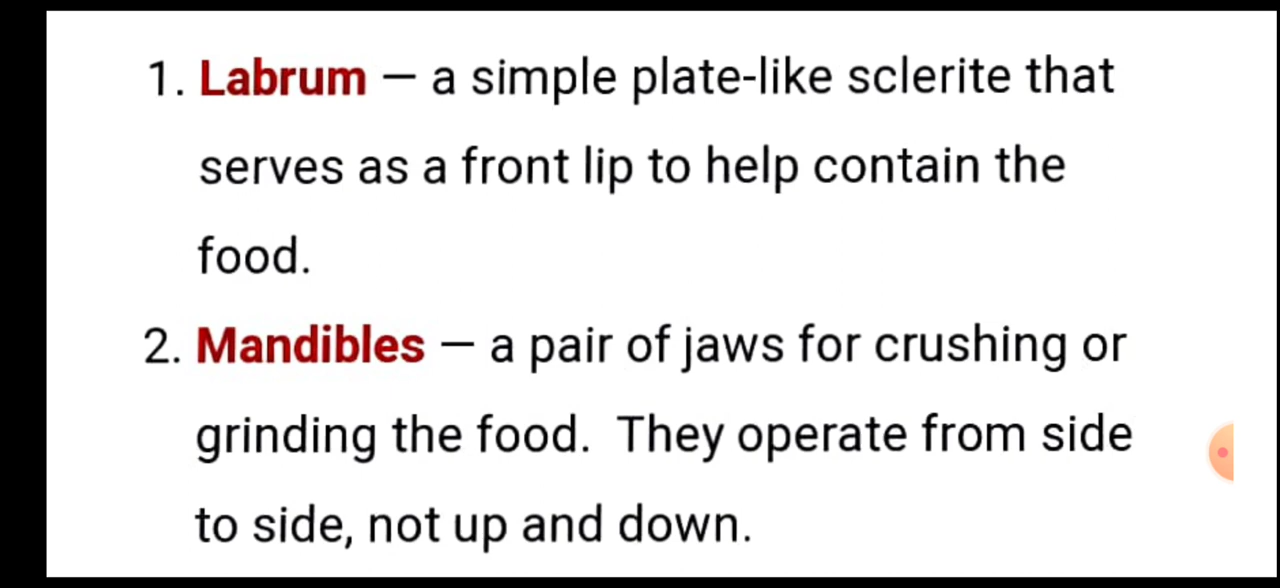 1. Labrum — a simple plate-like sclerite that
serves as a front lip to help contain the
food.
2. Mandibles — a pair of jaws for crushing or
grinding the food.  They operate from side
to side, not up and down.